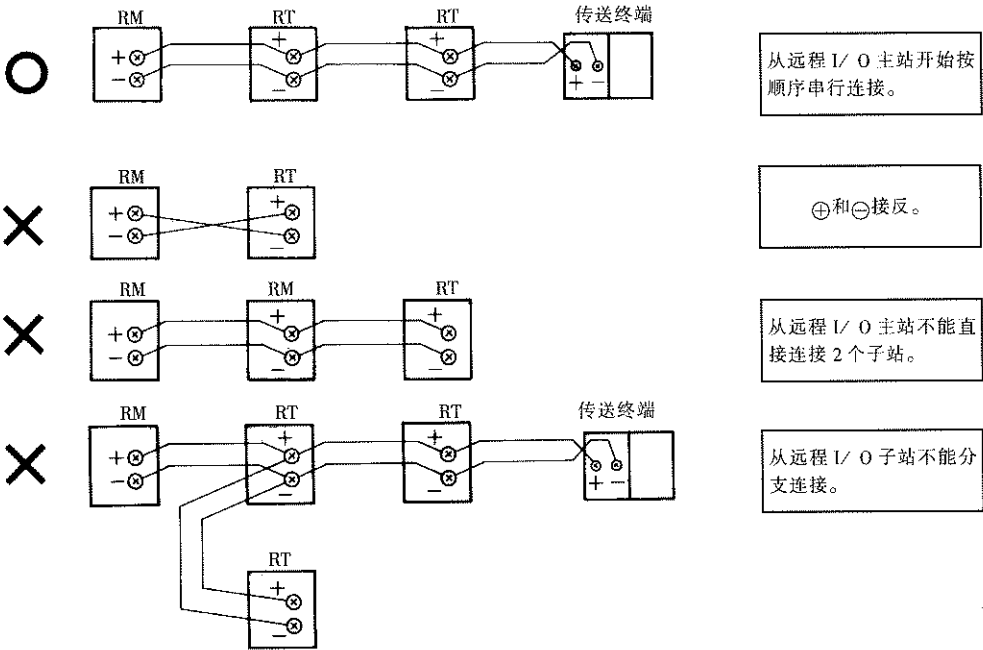 RM RT RT 传送终端
+ + + + −
− − −
从远程 I/ O 主站开始按
顺序串行连接。
RM RT
+ +
− −
⊕和⊖接反。
RM RM RT
+ + +
− − −
从远程 I/ O 主站不能直
接连接 2 个子站。
RM RT RT 传送终端
+ + + + −
− − −
从远程 I/ O 子站不能分
支连接。
RT
+
−